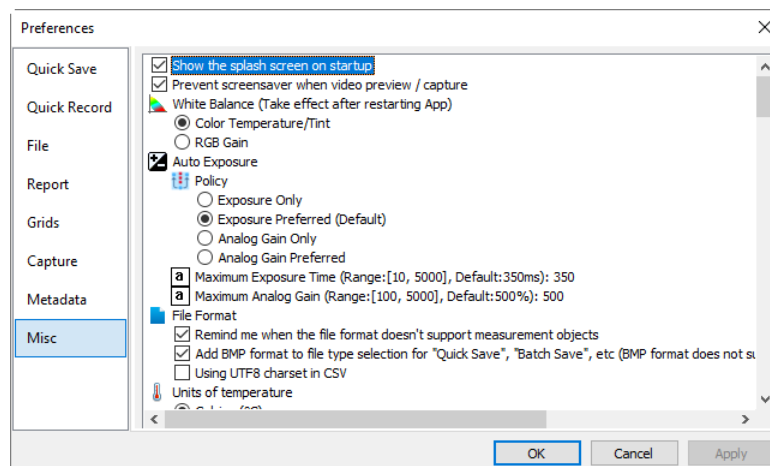 Preferences
Quick Save
Quick Record
File
Report
Grids
Capture
Metadata
Misc
Show the splash screen on startup
Prevent screensaver when video preview / capture
White Balance (Take effect after restarting App)
Color Temperature/Tint
RGB Gain
Auto Exposure
Policy
Exposure Only
Exposure Preferred (Default)
Analog Gain Only
Analog Gain Preferred
a Maximum Exposure Time (Range:[10, 5000], Default:350ms): 350
a Maximum Analog Gain (Range:[100, 5000], Default:500%): 500
File Format
Remind me when the file format doesn't support measurement objects
Add BMP format to file type selection for "Quick Save", "Batch Save", etc (BMP format does not su
Using UTF8 charset in CSV
Units of temperature
OK
Cancel
Apply